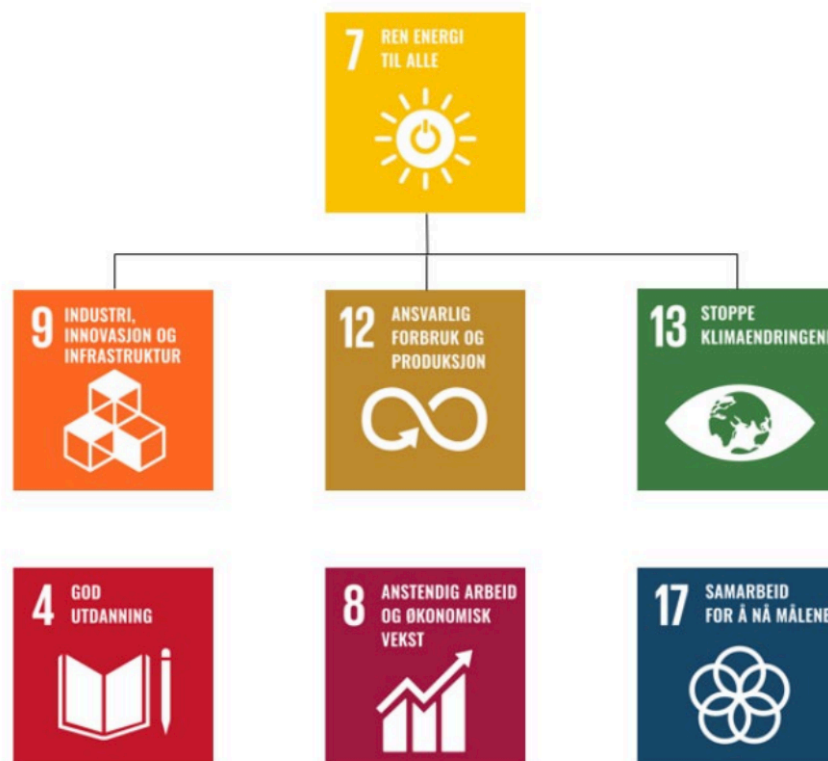 7 REN ENERGI
TIL ALLE
9 INDUSTRI,
INNOVASJON OG
INFRASTRUKTUR
12 ANSVARLIG
FORBRUK OG
PRODUKSJON
13 STOPPE
KLIMAENDRINGENE
4 GOD
UTDANNING
8 ANSTENDIG ARBEID
OG ØKONOMISK
VEKST
17 SAMARBEID
FOR Å NÅ MÅLENE